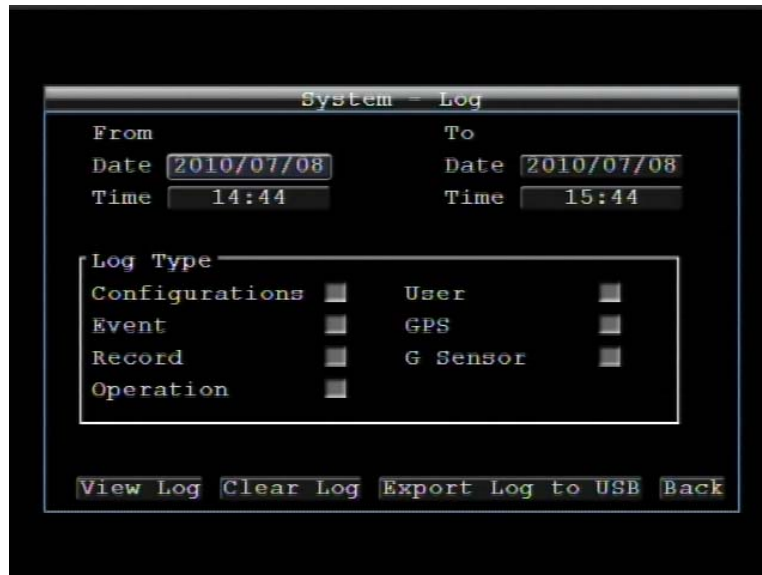 System - Log
From To
Date 2010/07/08 Date 2010/07/08
Time 14:44 Time 15:44
Log Type
Configurations User
Event GPS
Record G Sensor
Operation
View Log Clear Log Export Log to USB Back